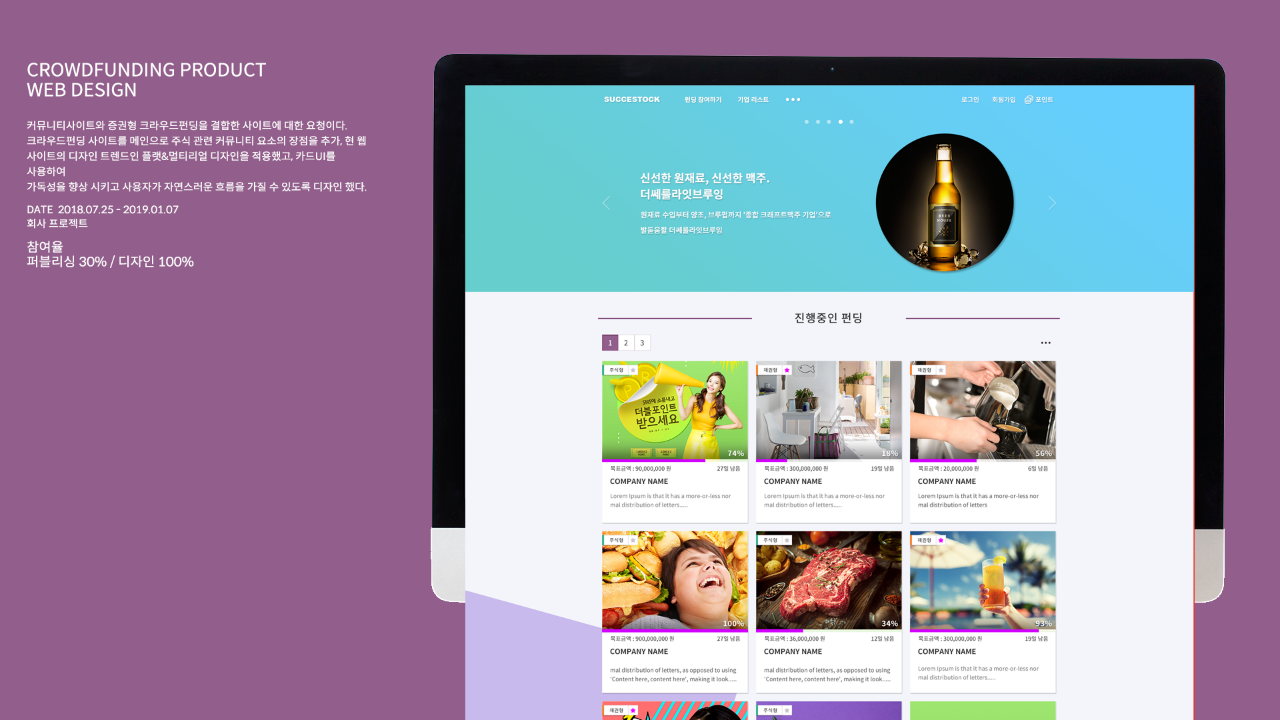 CROWDFUNDING PRODUCT
WEB DESIGN
커뮤니티사이트와 증권형 크라우드펀딩을 결합한 사이트에 대한 요청이다.
크라우드펀딩 사이트를 메인으로 주식 관련 커뮤니티 요소의 장점을 추가, 현 웹
사이트의 디자인 트렌드인 플랫&멀티리얼 디자인을 적용했고, 카드UI를
사용하여
가독성을 향상 시키고 사용자가 자연스러운 흐름을 가질 수 있도록 디자인 했다.
DATE 2018.07.25 - 2019.01.07
회사 프로젝트
참여율
퍼블리싱 30% / 디자인 100%
SUCCESTOCK 펀딩 참여하기 기업 리스트 로그인 회원가입 포인트
신선한 원재료, 신선한 맥주.
더쎄를라잇브루잉
원재료 수입부터 양조, 브루펍까지 '종합 크래프트맥주 기업'으로
발돋움할 더쎄를라잇브루잉
BEER
HOUSE
진행중인 펀딩
1 2 3
주식형 채권형 채권형
더블포인트
받으세요
74% 18% 56%
목표금액 : 90,000,000 원 27일 남음 목표금액 : 300,000,000 원 19일 남음 목표금액 : 20,000,000 원 6일 남음
COMPANY NAME COMPANY NAME COMPANY NAME
Lorem Ipsum is that it has a more-or-less nor Lorem Ipsum is that it has a more-or-less nor Lorem Ipsum is that it has a more-or-less nor
mal distribution of letters..... mal distribution of letters..... mal distribution of letters
주식형 주식형 채권형
100% 34% 93%
목표금액 : 900,000,000 원 27일 남음 목표금액 : 36,000,000 원 12일 남음 목표금액 : 300,000,000 원 19일 남음
COMPANY NAME COMPANY NAME COMPANY NAME
mal distribution of letters, as opposed to using mal distribution of letters, as opposed to using Lorem Ipsum is that it has a more-or-less nor
'Content here, content here', making it look..... 'Content here, content here', making it look..... mal distribution of letters.....
채권형 주식형